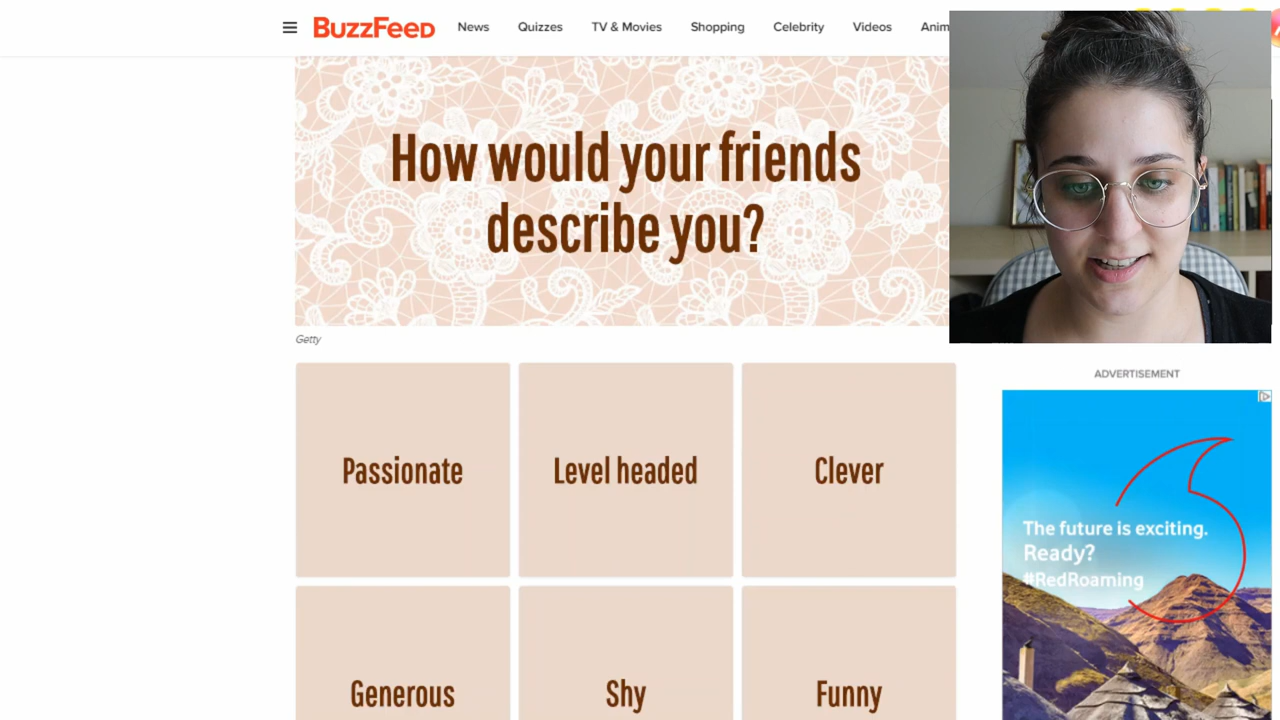 BuzzFeed News Quizzes TV & Movies Shopping Celebrity Videos Anim
How would your friends
describe you?
Getty
Passionate Level headed Clever
Generous Shy Funny
ADVERTISEMENT
The future is exciting.
Ready?
#RedRoaming